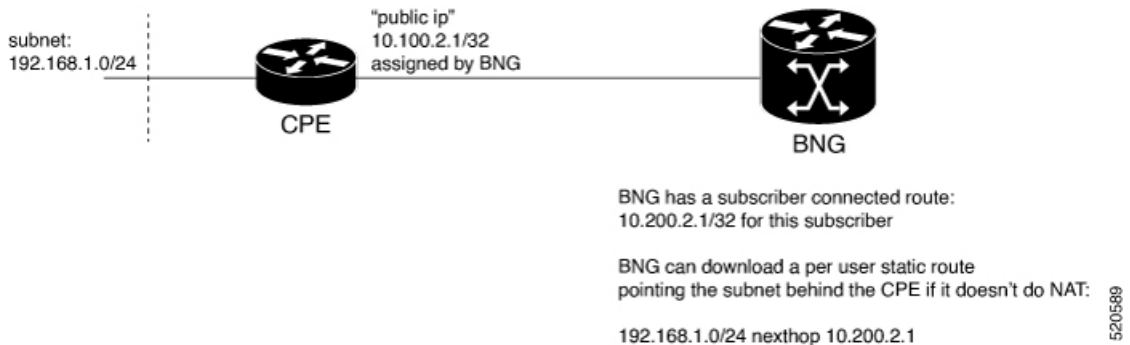 subnet:
192.168.1.0/24
"public ip"
10.100.2.1/32
assigned by BNG
CPE
BNG
BNG has a subscriber connected route:
10.200.2.1/32 for this subscriber
BNG can download a per user static route
pointing the subnet behind the CPE if it doesn't do NAT:
192.168.1.0/24 nexthop 10.200.2.1
520589